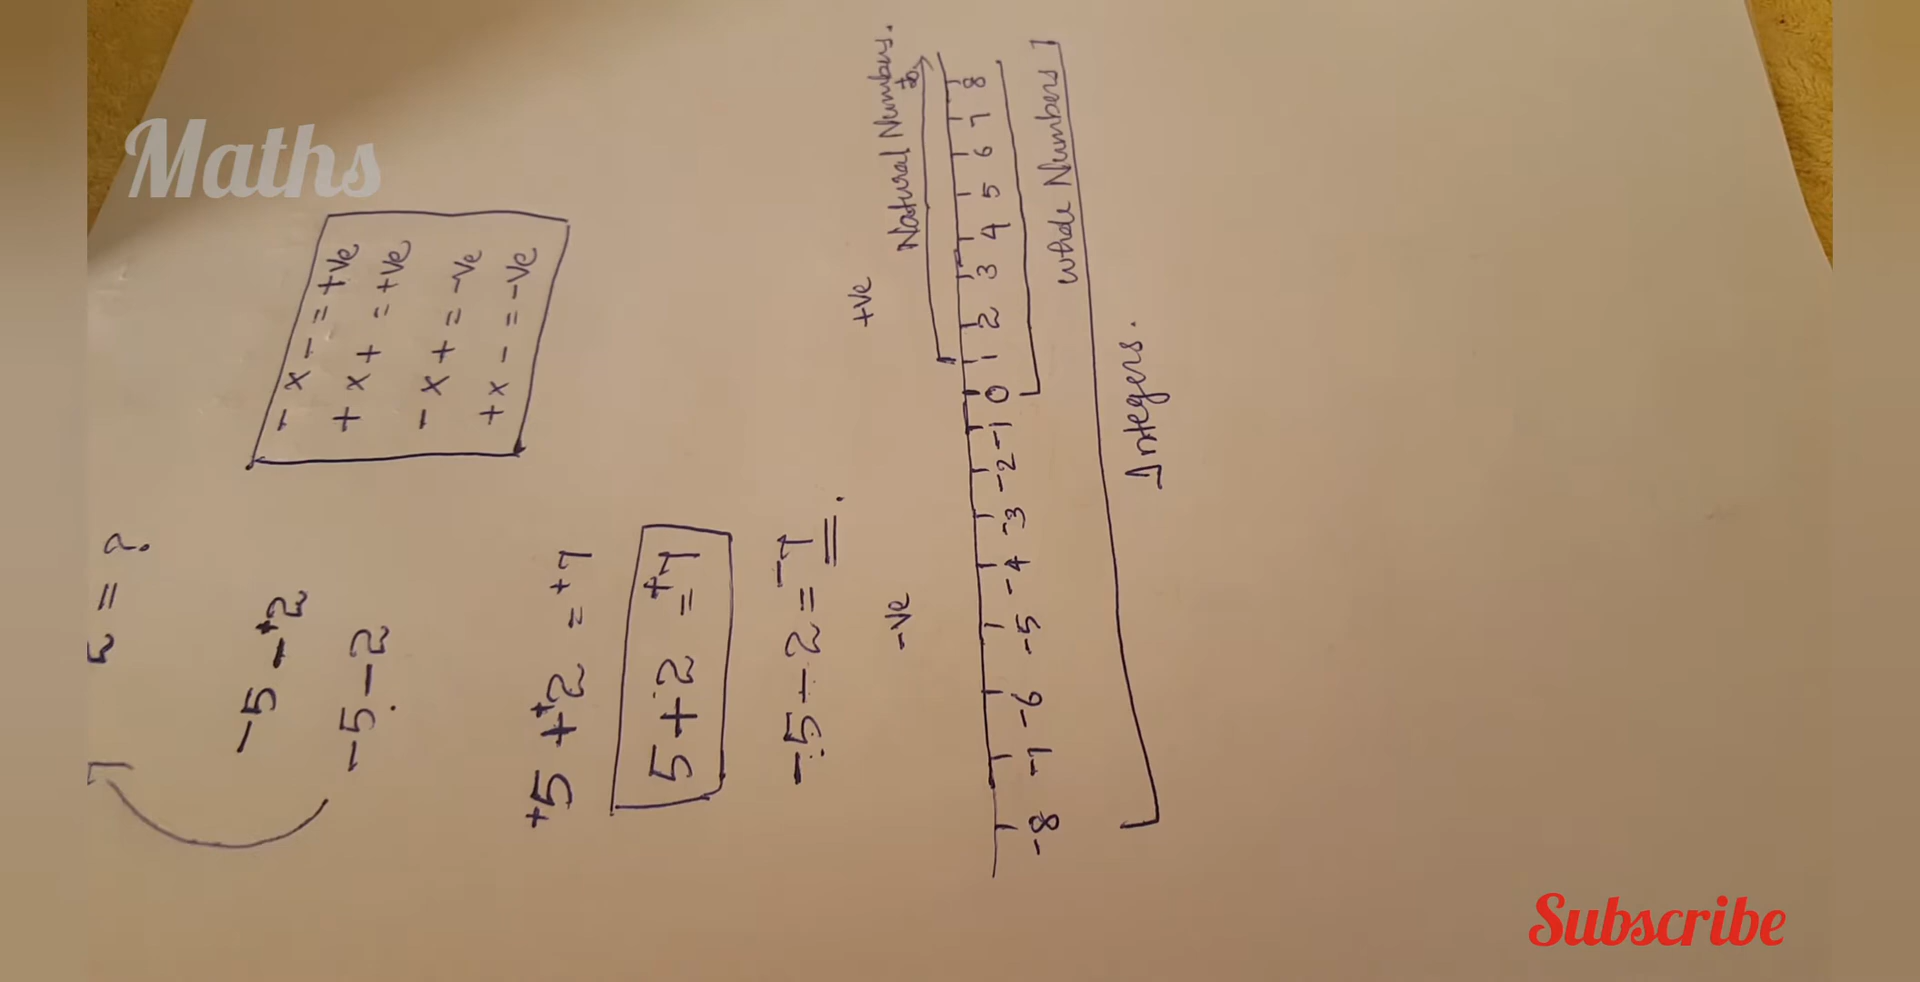 Maths
= ?
-5 - +2
-5 - 2
- x - = +ve
+ x + = +ve
- x + = -ve
+ x - = -ve
+5 + +2 = +7
5 + 2 = +7
-5 - 2 = -7
-ve +ve
Natural Numbers.
-8 -7 -6 -5 -4 -3 -2 -1 0 1 2 3 4 5 6 7 8
Whole Numbers
Integers.
Subscribe